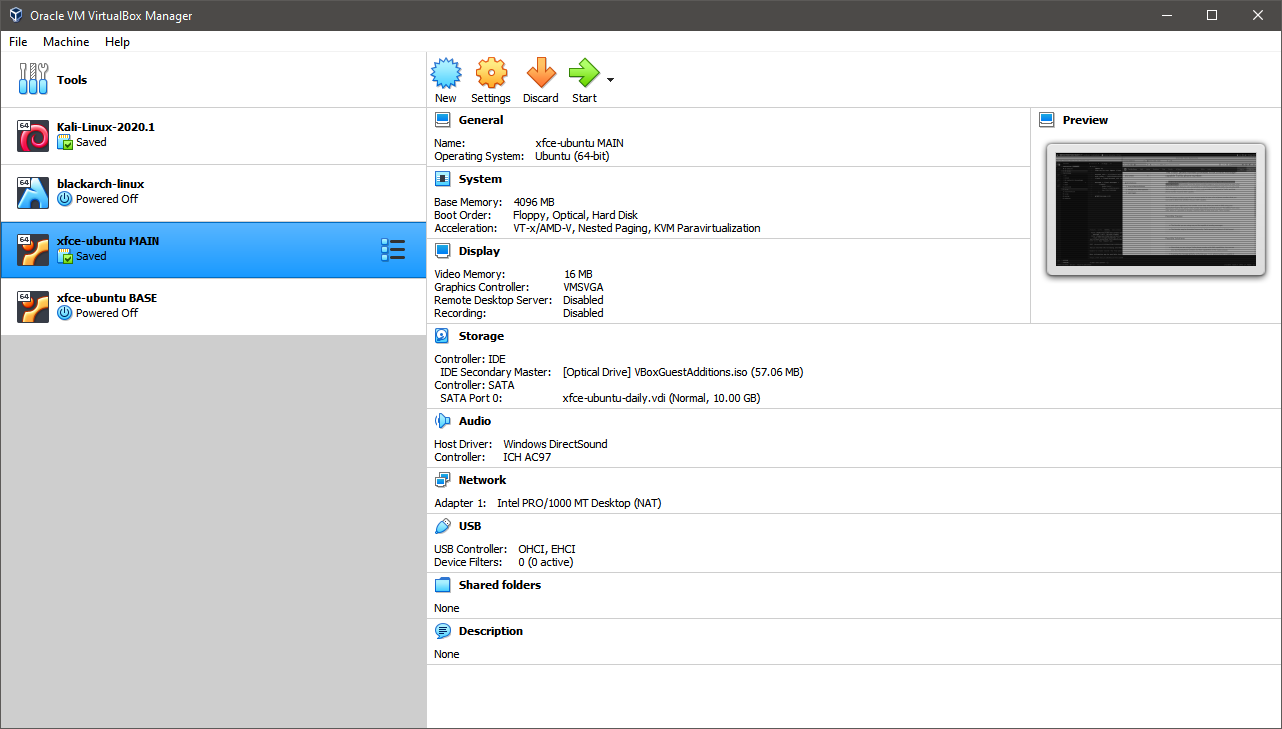 Oracle VM VirtualBox Manager
File Machine Help
Tools
New Settings Discard Start
64
Kali-Linux-2020.1
Saved
64
blackarch-linux
Powered Off
64
xfce-ubuntu MAIN
Saved
64
xfce-ubuntu BASE
Powered Off
General
Name: xfce-ubuntu MAIN
Operating System: Ubuntu (64-bit)
System
Base Memory: 4096 MB
Boot Order: Floppy, Optical, Hard Disk
Acceleration: VT-x/AMD-V, Nested Paging, KVM Paravirtualization
Display
Video Memory: 16 MB
Graphics Controller: VMSVGA
Remote Desktop Server: Disabled
Recording: Disabled
Storage
Controller: IDE
IDE Secondary Master: [Optical Drive] VBoxGuestAdditions.iso (57.06 MB)
Controller: SATA
SATA Port 0: xfce-ubuntu-daily.vdi (Normal, 10.00 GB)
Audio
Host Driver: Windows DirectSound
Controller: ICH AC97
Network
Adapter 1: Intel PRO/1000 MT Desktop (NAT)
USB
USB Controller: OHCI, EHCI
Device Filters: 0 (0 active)
Shared folders
None
Description
None
Preview